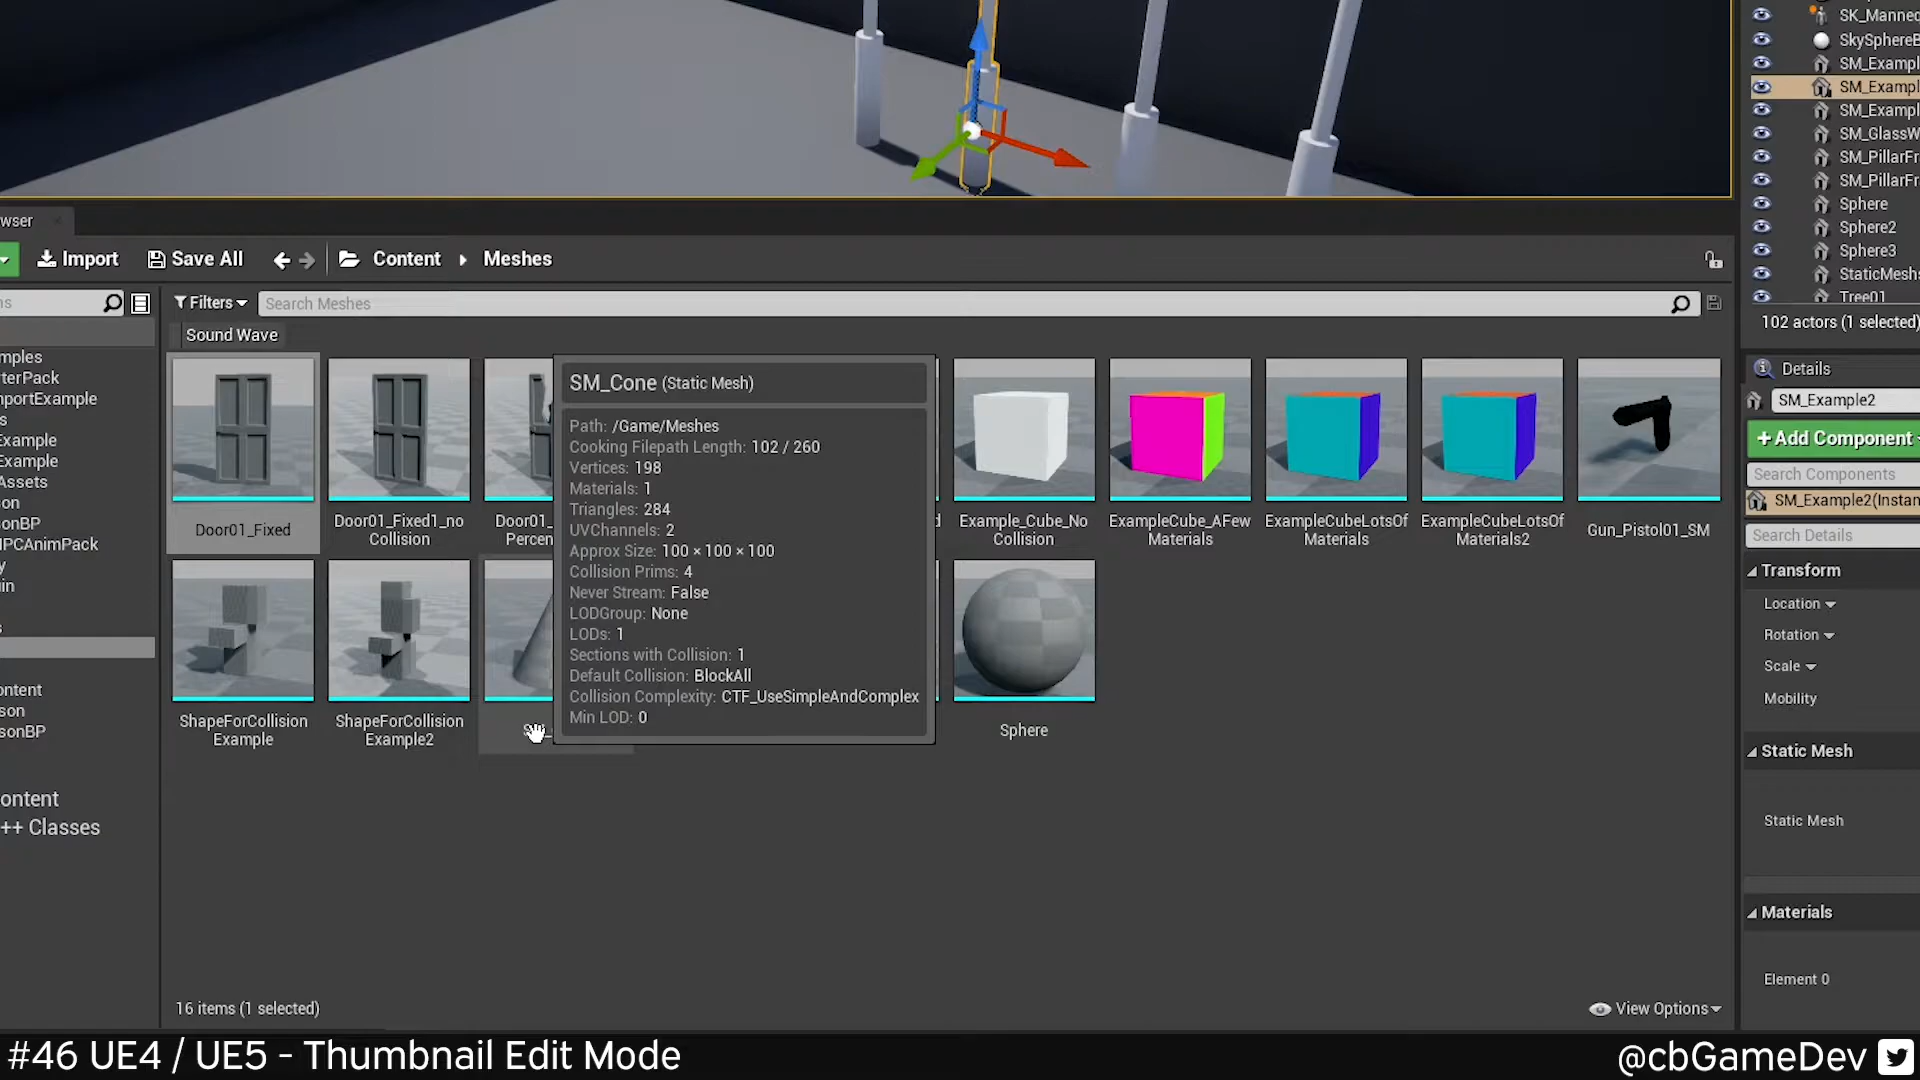 SK_Manned
SkySphereB
SM_Exampl
SM_Exampl
SM_Exampl
SM_GlassW
SM_PillarFr
SM_PillarFr
Sphere
Sphere2
Sphere3
StaticMesh
Tree01
102 actors (1 selected)
wser
Import
Save All
Content
Meshes
Filters
Search Meshes
Sound Wave
mples
terPack
nportExample
s
Example
Example
Assets
son
sonBP
IPCAnimPack
y
in
s
ontent
son
sonBP
ontent
++ Classes
Door01_Fixed
Door01_Fixed1_no
Collision
Door01_
Percen
SM_Cone (Static Mesh)
Path: /Game/Meshes
Cooking Filepath Length: 102 / 260
Vertices: 198
Materials: 1
Triangles: 284
UVChannels: 2
Approx Size: 100 × 100 × 100
Collision Prims: 4
Never Stream: False
LODGroup: None
LODs: 1
Sections with Collision: 1
Default Collision: BlockAll
Collision Complexity: CTF_UseSimpleAndComplex
Min LOD: 0
Example_Cube_No
Collision
ExampleCube_AFew
Materials
ExampleCubeLotsOf
Materials
ExampleCubeLotsOf
Materials2
Gun_Pistol01_SM
ShapeForCollision
Example
ShapeForCollision
Example2
Sphere
16 items (1 selected)
View Options
Details
SM_Example2
+ Add Component
Search Components
SM_Example2(Instan
Search Details
Transform
Location
Rotation
Scale
Mobility
Static Mesh
Static Mesh
Materials
Element 0
#46 UE4 / UE5 - Thumbnail Edit Mode
@cbGameDev